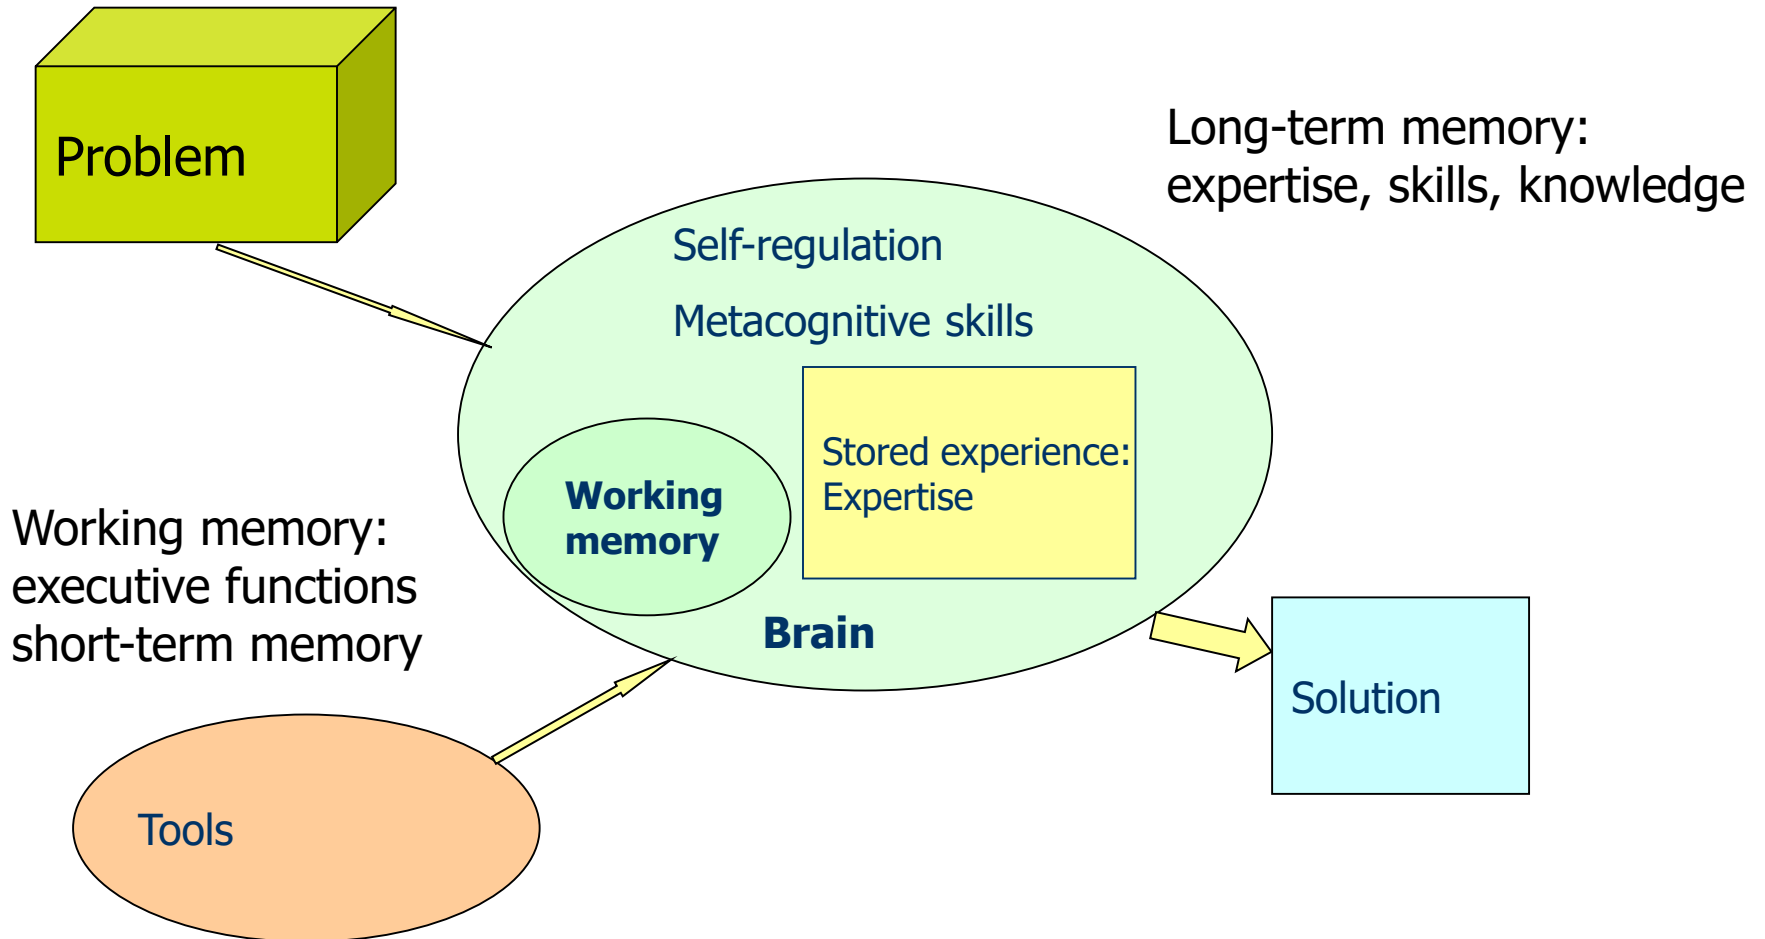 Problem
Long-term memory:
expertise, skills, knowledge
Self-regulation
Metacognitive skills
Stored experience:
Expertise
Working
memory
Working memory:
executive functions
short-term memory
Brain
Solution
Tools